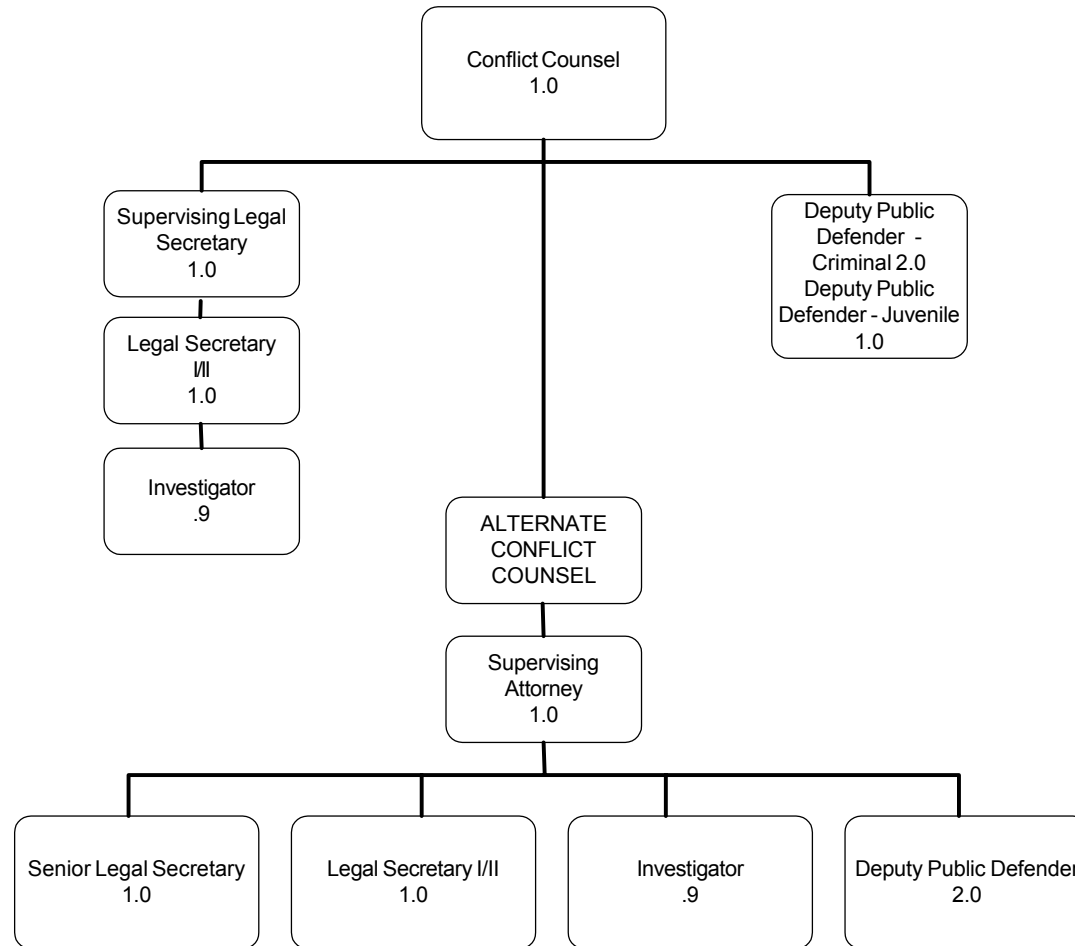 Conflict Counsel
1.0
Supervising Legal
Secretary
1.0
Legal Secretary
I/II
1.0
Investigator
.9
Deputy Public
Defender -
Criminal 2.0
Deputy Public
Defender - Juvenile
1.0
ALTERNATE
CONFLICT
COUNSEL
Supervising
Attorney
1.0
Senior Legal Secretary
1.0
Legal Secretary I/II
1.0
Investigator
.9
Deputy Public Defender
2.0